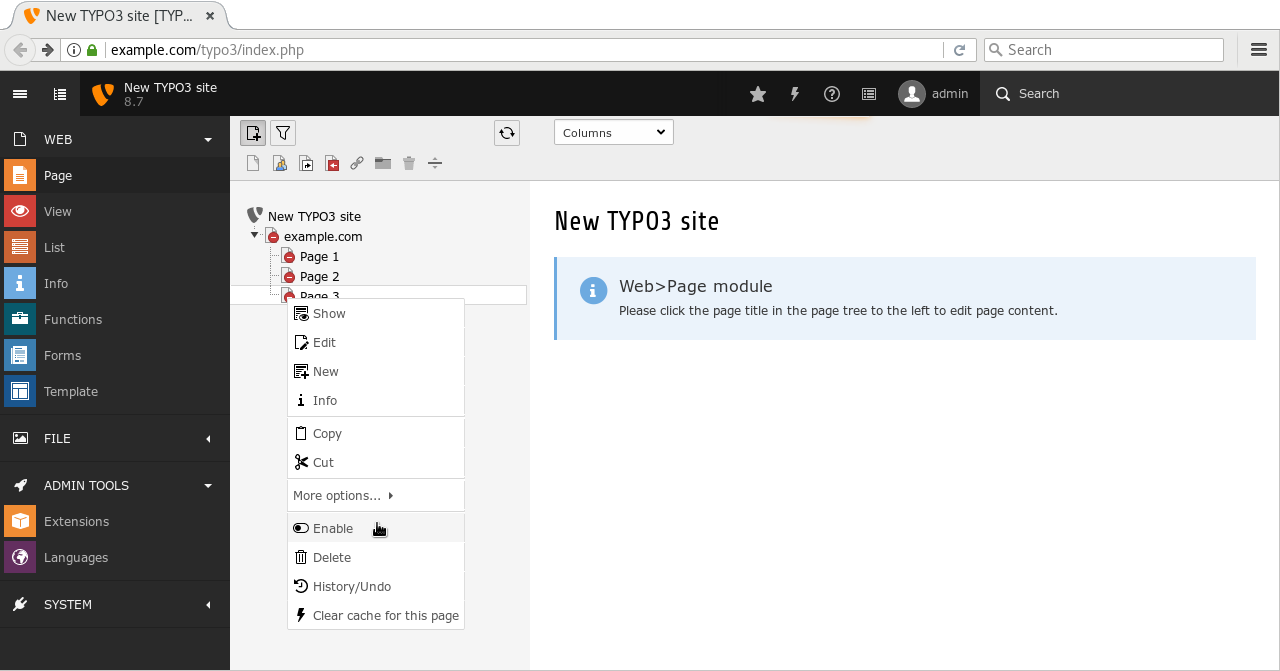 New TYPO3 site [TYP...
example.com/typo3/index.php
Search
New TYPO3 site
8.7
admin
Search
WEB
Page
View
List
Info
Functions
Forms
Template
FILE
ADMIN TOOLS
Extensions
Languages
SYSTEM
Columns
New TYPO3 site
example.com
Page 1
Page 2
Page 3
Show
Edit
New
Info
Copy
Cut
More options...
Enable
Delete
History/Undo
Clear cache for this page
New TYPO3 site
Web>Page module
Please click the page title in the page tree to the left to edit page content.